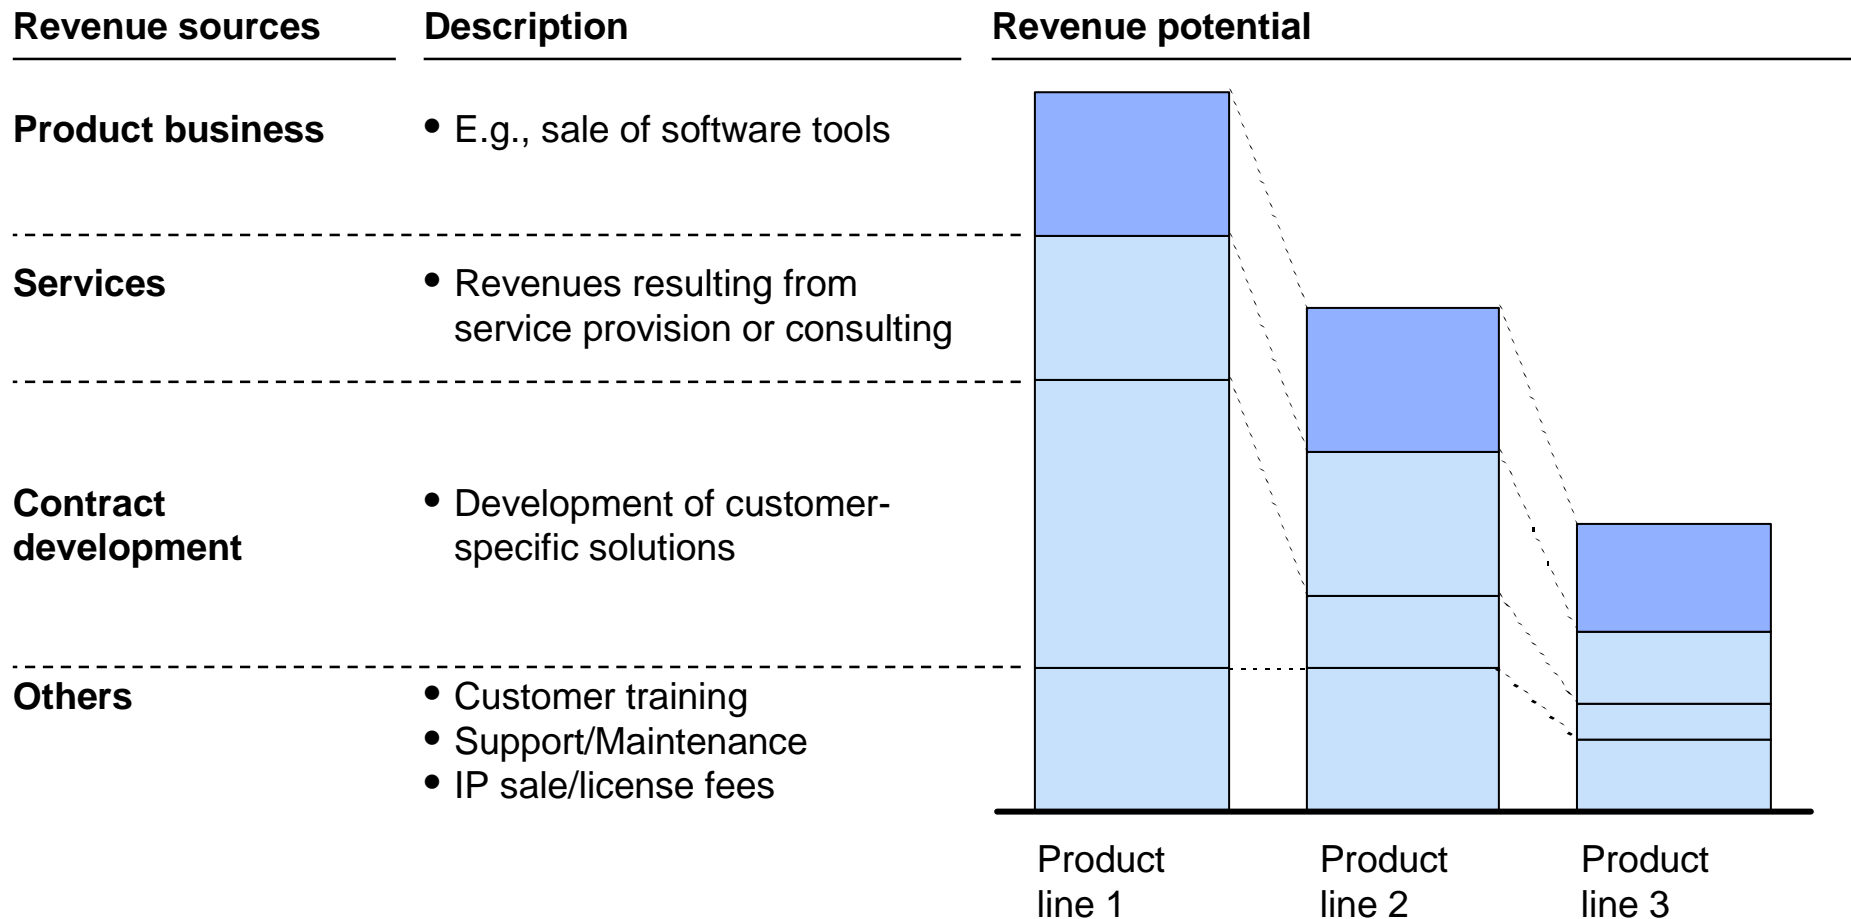 Revenue sources
Description
Revenue potential
Product business
• E.g., sale of software tools
Services
• Revenues resulting from
service provision or consulting
Contract
development
• Development of customer-
specific solutions
Others
• Customer training
• Support/Maintenance
• IP sale/license fees
Product
line 1
Product
line 2
Product
line 3